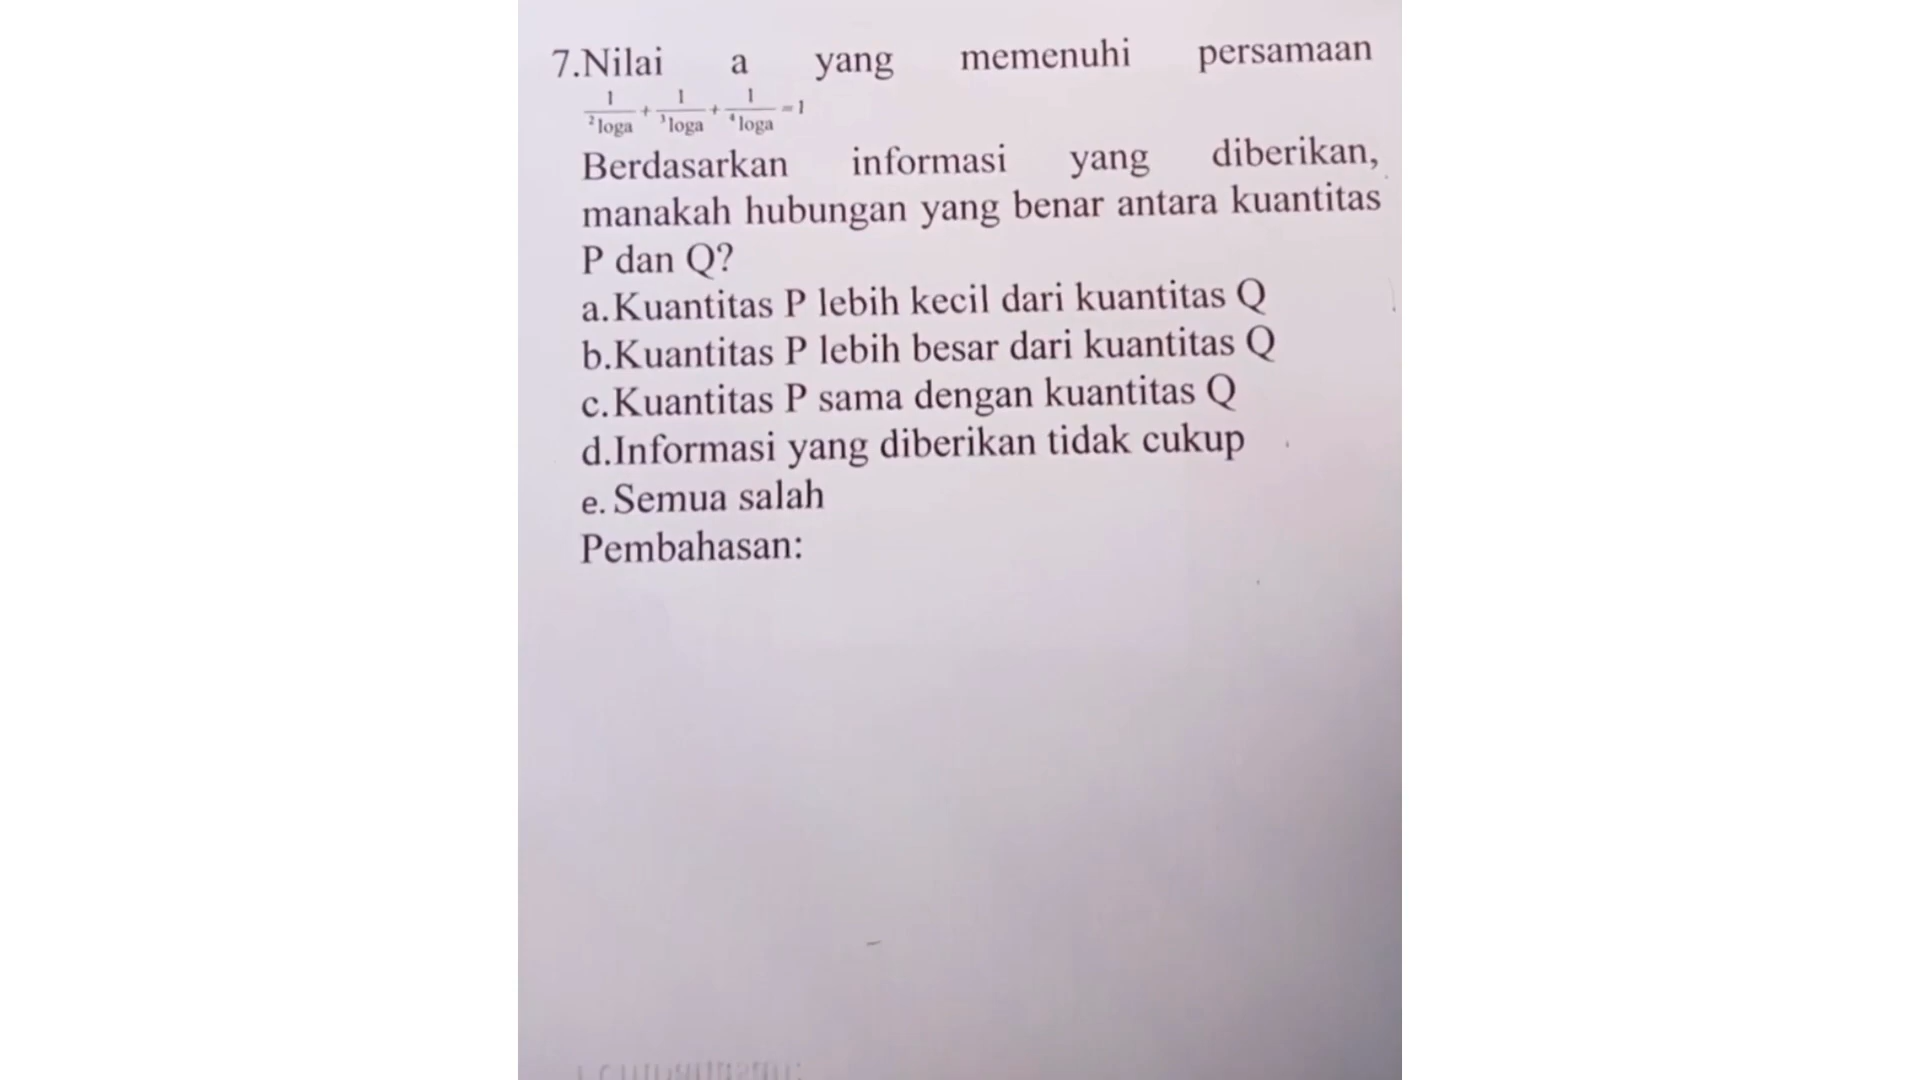 7.Nilai a yang memenuhi persamaan
1/²loga + 1/³loga + 1/⁴loga = 1
Berdasarkan informasi yang diberikan,
manakah hubungan yang benar antara kuantitas
P dan Q?
a.Kuantitas P lebih kecil dari kuantitas Q
b.Kuantitas P lebih besar dari kuantitas Q
c.Kuantitas P sama dengan kuantitas Q
d.Informasi yang diberikan tidak cukup
e. Semua salah
Pembahasan: